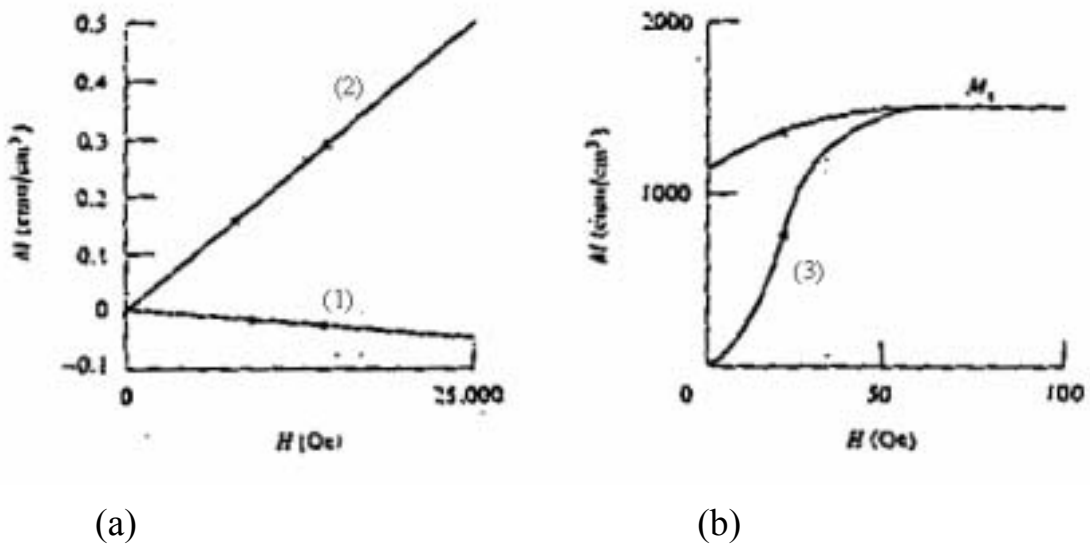 0.5
0.4
0.3
0.2
0.1
0
-0.1
M (emu/cm³)
(2)
(1)
0
25,000
H (Oe)
(a)
2000
1000
M (emu/cm³)
Mₛ
(3)
0
50
100
H (Oe)
(b)